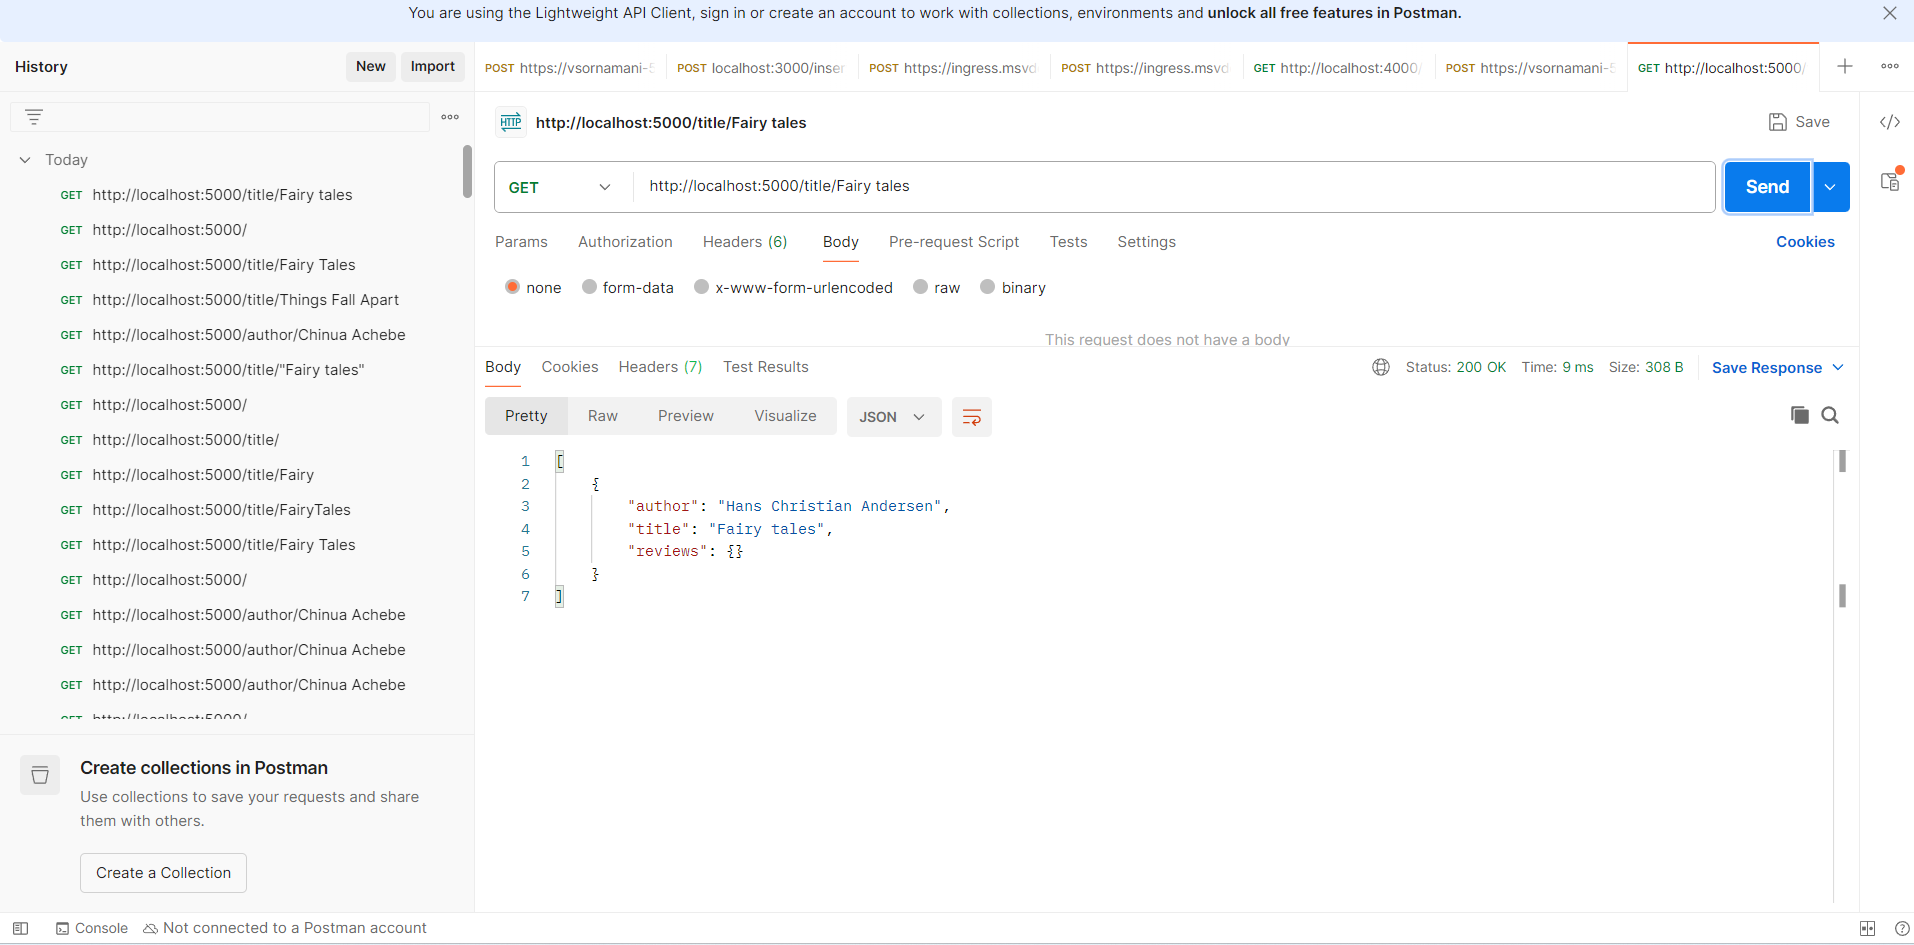 You are using the Lightweight API Client, sign in or create an account to work with collections, environments and unlock all free features in Postman.
History
New
Import
POST https://vsornamani-5
POST localhost:3000/inser
POST https://ingress.msvd
POST https://ingress.msvd
GET http://localhost:4000/
POST https://vsornamani-5
GET http://localhost:5000/
Today
GET http://localhost:5000/title/Fairy tales
GET http://localhost:5000/
GET http://localhost:5000/title/Fairy Tales
GET http://localhost:5000/title/Things Fall Apart
GET http://localhost:5000/author/Chinua Achebe
GET http://localhost:5000/title/"Fairy tales"
GET http://localhost:5000/
GET http://localhost:5000/title/
GET http://localhost:5000/title/Fairy
GET http://localhost:5000/title/FairyTales
GET http://localhost:5000/title/Fairy Tales
GET http://localhost:5000/
GET http://localhost:5000/author/Chinua Achebe
GET http://localhost:5000/author/Chinua Achebe
GET http://localhost:5000/author/Chinua Achebe
GET http://localhost:5000/
Create collections in Postman
Use collections to save your requests and share
them with others.
Create a Collection
HTTP http://localhost:5000/title/Fairy tales
Save
GET http://localhost:5000/title/Fairy tales
Send
Params Authorization Headers (6) Body Pre-request Script Tests Settings
Cookies
none form-data x-www-form-urlencoded raw binary
This request does not have a body
Body Cookies Headers (7) Test Results
Status: 200 OK Time: 9 ms Size: 308 B
Save Response
Pretty Raw Preview Visualize JSON
1 [
2 {
3 "author": "Hans Christian Andersen",
4 "title": "Fairy tales",
5 "reviews": {}
6 }
7 ]
Console Not connected to a Postman account